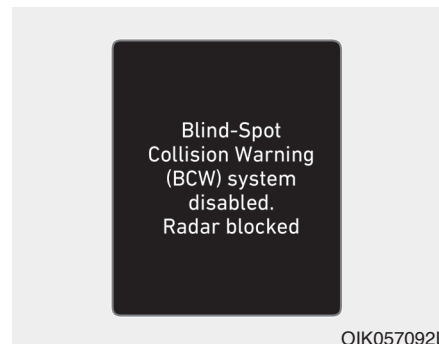 Blind-Spot
Collision Warning
(BCW) system
disabled.
Radar blocked
OIK057092L